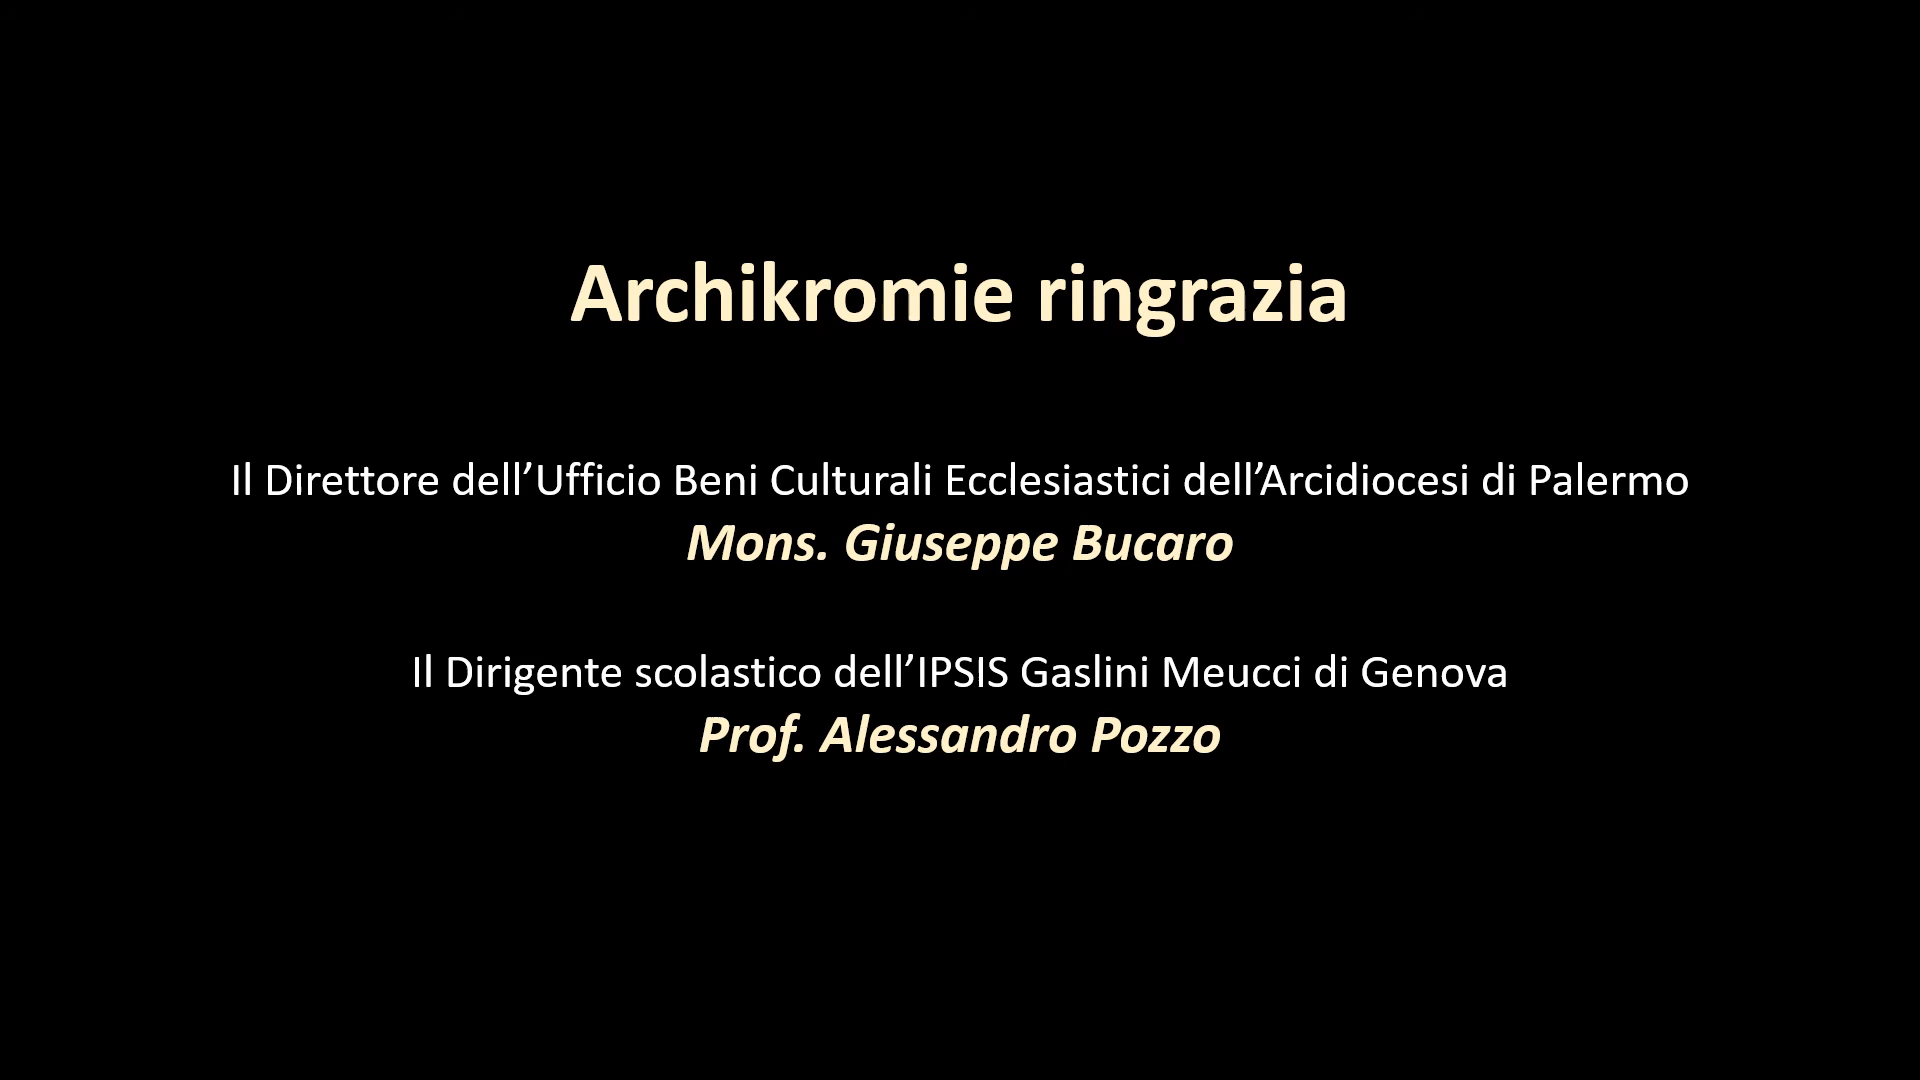 Archikromie ringrazia
Il Direttore dell’Ufficio Beni Culturali Ecclesiastici dell’Arcidiocesi di Palermo
Mons. Giuseppe Bucaro
Il Dirigente scolastico dell’IPSIS Gaslini Meucci di Genova
Prof. Alessandro Pozzo